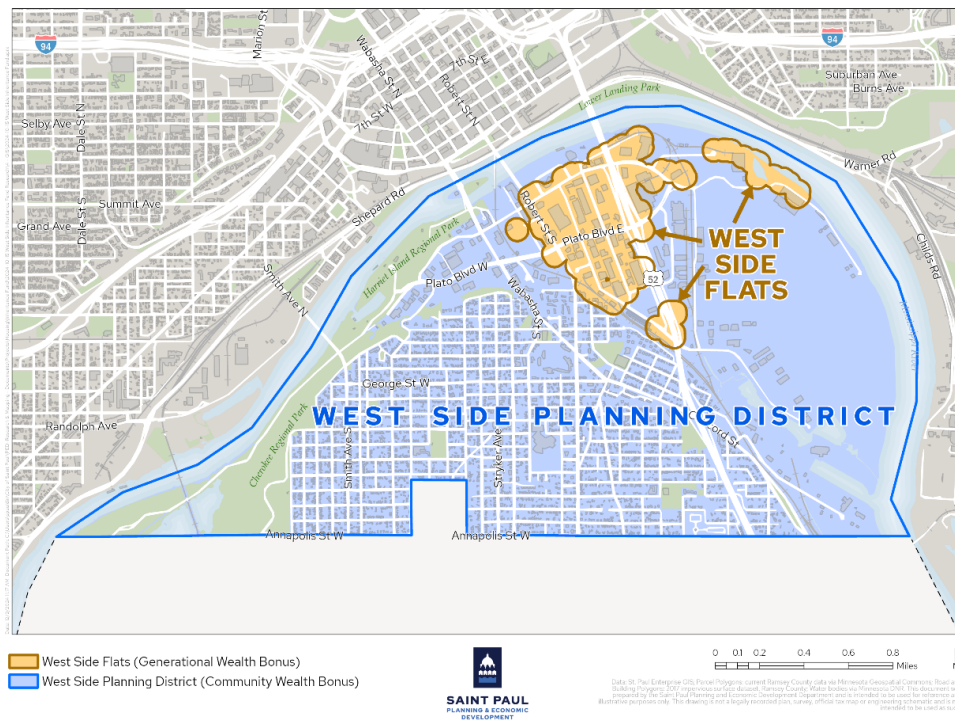 94
Marion St
Wabasha St N
7th St E
Robert St N
94
Suburban Ave
Burns Ave
Lower Landing Park
7th St W
Dale St N
Selby Ave
Warner Rd
Shepard Rd
Summit Ave
Dale St S
Grand Ave
Robert St S
Plato Blvd E
Harriet Island Regional Park
WEST
SIDE
FLATS
Childs Rd
Smith Ave N
Plato Blvd W
52
Wabasha St S
George St W
WEST SIDE PLANNING DISTRICT
Randolph Ave
Cherokee Regional Park
Smith Ave S
Stryker Ave
Annapolis St W
Annapolis St W
West Side Flats (Generational Wealth Bonus)
West Side Planning District (Community Wealth Bonus)
SAINT PAUL
PLANNING & ECONOMIC
DEVELOPMENT
0 0.1 0.2 0.4 0.6 0.8
Miles